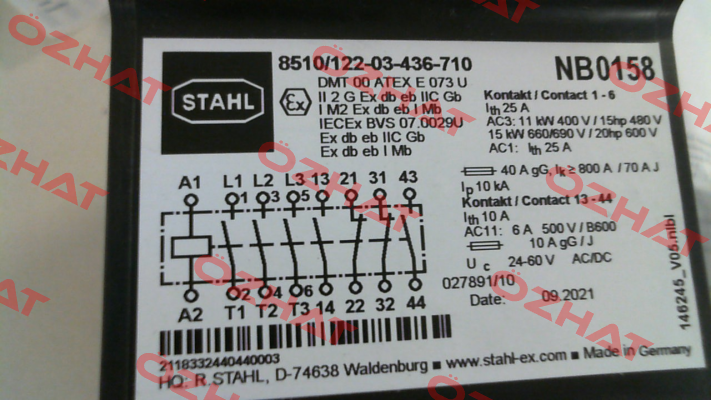 STAHL
8510/122-03-436-710
NB0158
DMT 00 ATEX E 073 U
II 2 G Ex db eb IIC Gb
I M2 Ex db eb I Mb
IECEx BVS 07.0029U
Ex db eb IIC Gb
Ex db eb I Mb
Kontakt / Contact 1 - 6
Ith 25 A
AC3: 11 kW 400 V / 15hp 480 V
15 kW 660/690 V / 20hp 600 V
AC1: Ith 25 A
40 A gG, Ik ≥ 800 A / 70 A J
Ip 10 kA
Kontakt / Contact 13 - 44
Ith 10 A
AC11: 6 A 500 V / B600
10 A gG / J
Uc 24-60 V AC/DC
027891/10
Date: 09.2021
146245_V05.nlbl
A1 L1 L2 L3 13 21 31 43
1 3 5
2 4 6
A2 T1 T2 T3 14 22 32 44
2118332440440003
HQ: R.STAHL, D-74638 Waldenburg ■ www.stahl-ex.com ■ Made in Germany
ÖZHAT
ÖZHAT
ÖZHAT
ÖZHAT
ÖZHAT
ÖZHAT